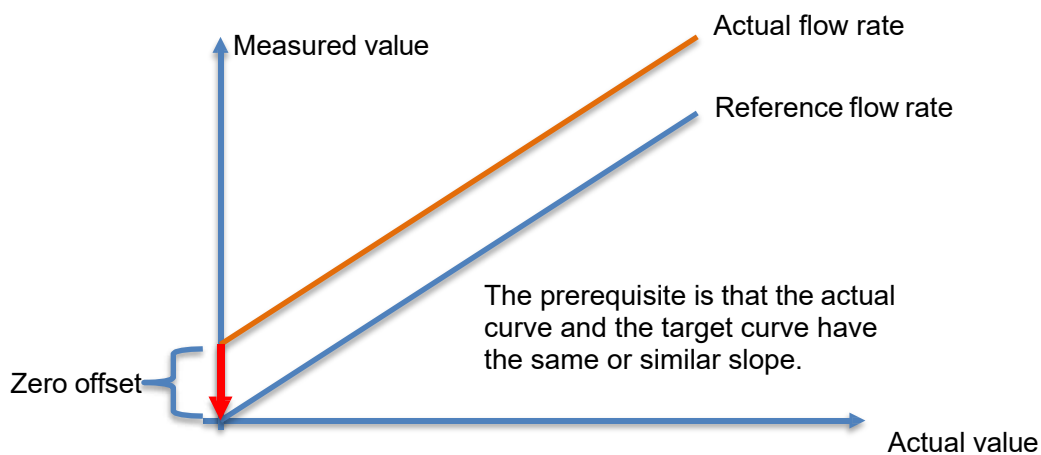 Actual flow rate
Measured value
Reference flow rate
The prerequisite is that the actual
curve and the target curve have
the same or similar slope.
Zero offset
Actual value